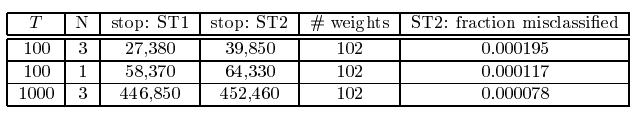 T N stop: ST1 stop: ST2 # weights ST2: fraction misclassified
100 3 27,380 39,850 102 0.000195
100 1 58,370 64,330 102 0.000117
1000 3 446,850 452,460 102 0.000078